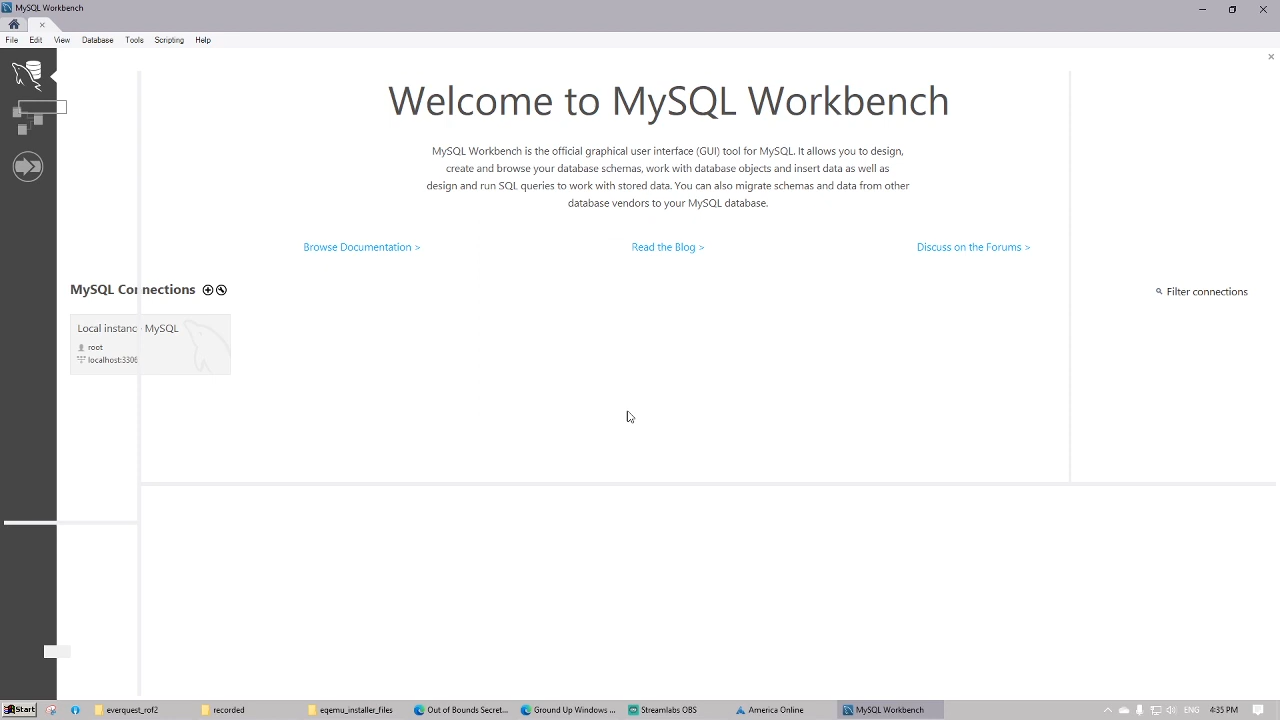 MySQL Workbench
File Edit View Database Tools Scripting Help
Welcome to MySQL Workbench
MySQL Workbench is the official graphical user interface (GUI) tool for MySQL. It allows you to design,
create and browse your database schemas, work with database objects and insert data as well as
design and run SQL queries to work with stored data. You can also migrate schemas and data from other
database vendors to your MySQL database.
Browse Documentation > Read the Blog > Discuss on the Forums >
MySQL Connections Filter connections
Local instanc MySQL
root
localhost:3306
Start everquest_rof2 recorded eqemu_installer_files Out of Bounds Secret... Ground Up Windows ... Streamlabs OBS America Online MySQL Workbench ENG 4:35 PM